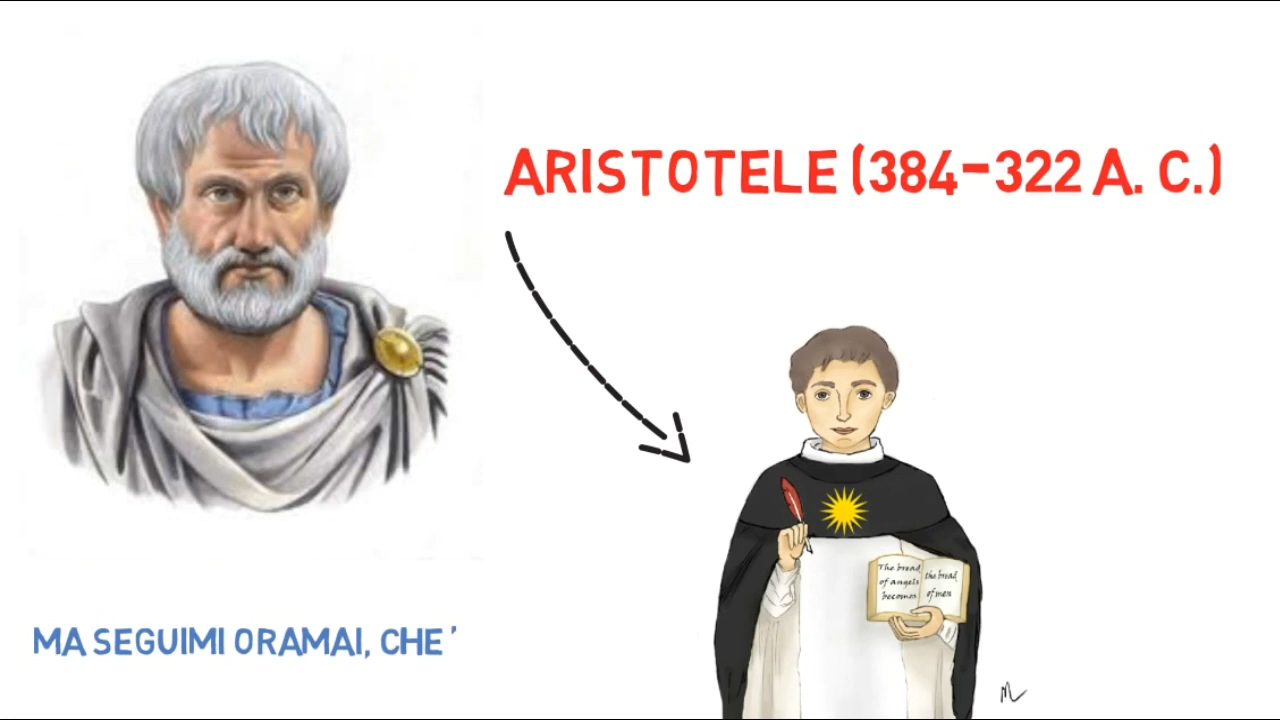 ARISTOTELE (384-322 A. C.)
The bread
of angels
becomes
the bread
of men
MA SEGUIMI ORAMAI, CHE '